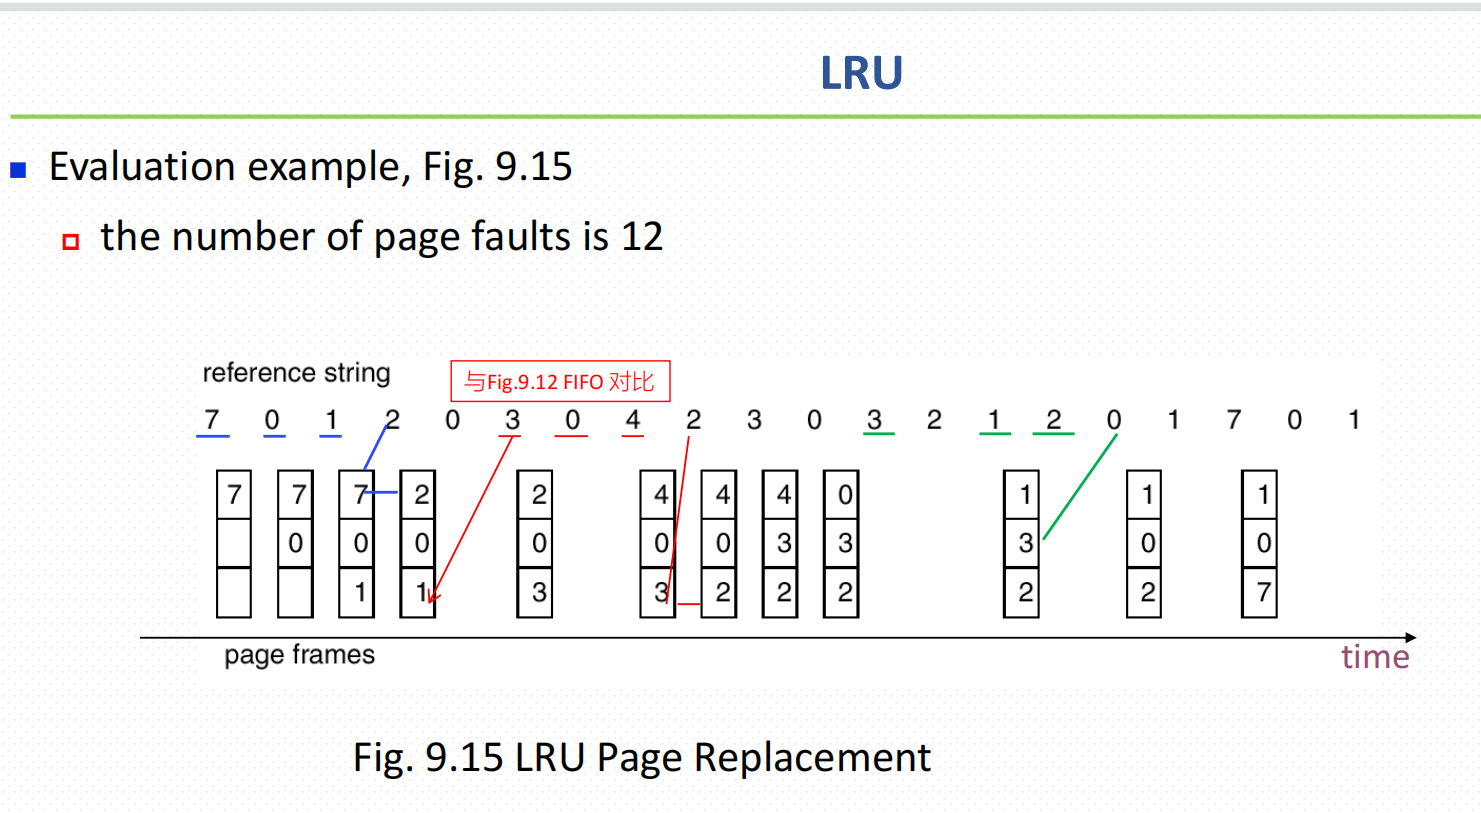 LRU
Evaluation example, Fig. 9.15
the number of page faults is 12
reference string
与Fig.9.12 FIFO 对比
7 0 1 2 0 3 0 4 2 3 0 3 2 1 2 0 1 7 0 1
7 7 7 2 2 4 4 4 0 1 1 1
0 0 0 0 0 0 3 3 3 0 0
1 1 3 3 2 2 2 2 2 7
page frames
time
Fig. 9.15 LRU Page Replacement